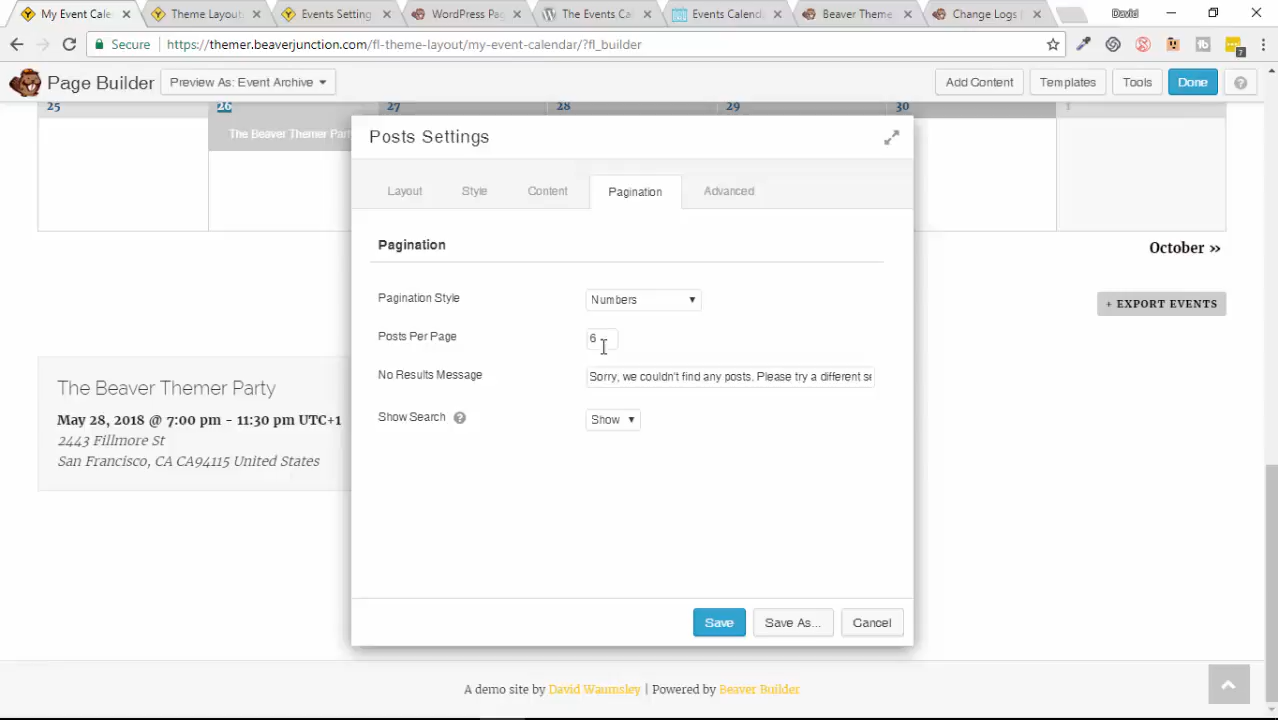 My Event Cale
Theme Layou
Events Setting
WordPress Pag
The Events Ca
Events Calend
Beaver Theme
Change Logs
David
Secure
https://themer.beaverjunction.com/fl-theme-layout/my-event-calendar/?fl_builder
7
Page Builder
Preview As: Event Archive
Add Content
Templates
Tools
Done
?
25
26
27
28
29
30
1
The Beaver Themer Part
Posts Settings
Layout
Style
Content
Pagination
Advanced
Pagination
October »
Pagination Style
Numbers
+ EXPORT EVENTS
Posts Per Page
6
No Results Message
Sorry, we couldn't find any posts. Please try a different se
Show Search
?
Show
The Beaver Themer Party
May 28, 2018 @ 7:00 pm - 11:30 pm UTC+1
2443 Fillmore St
San Francisco, CA CA94115 United States
Save
Save As...
Cancel
A demo site by David Waumsley | Powered by Beaver Builder